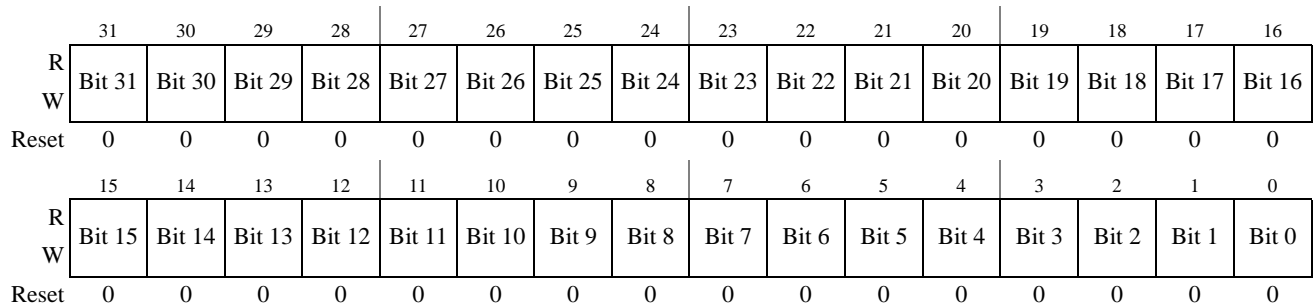 31 30 29 28 27 26 25 24 23 22 21 20 19 18 17 16
R
Bit 31 Bit 30 Bit 29 Bit 28 Bit 27 Bit 26 Bit 25 Bit 24 Bit 23 Bit 22 Bit 21 Bit 20 Bit 19 Bit 18 Bit 17 Bit 16
W
Reset 0 0 0 0 0 0 0 0 0 0 0 0 0 0 0 0
15 14 13 12 11 10 9 8 7 6 5 4 3 2 1 0
R
Bit 15 Bit 14 Bit 13 Bit 12 Bit 11 Bit 10 Bit 9 Bit 8 Bit 7 Bit 6 Bit 5 Bit 4 Bit 3 Bit 2 Bit 1 Bit 0
W
Reset 0 0 0 0 0 0 0 0 0 0 0 0 0 0 0 0